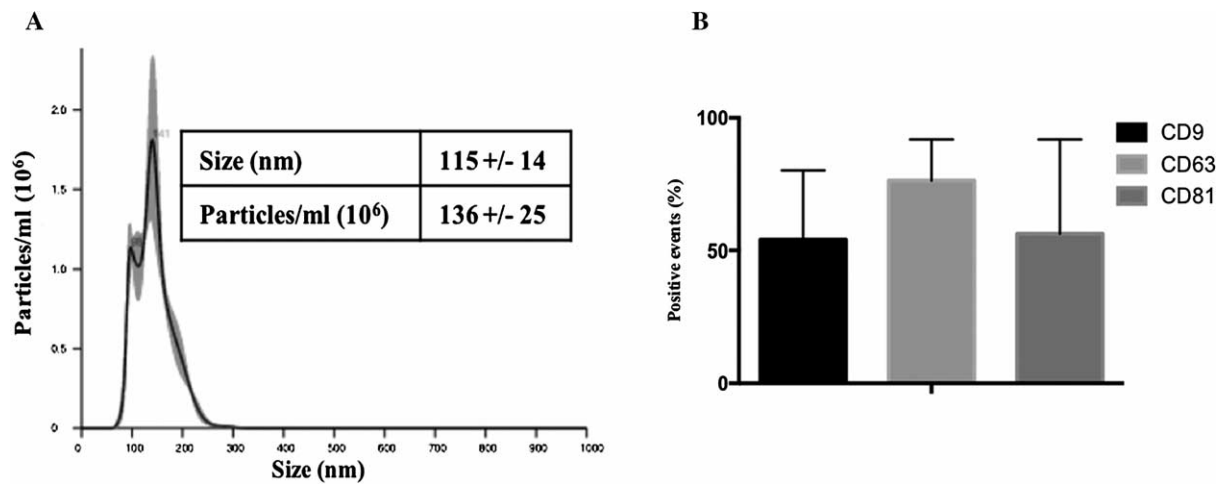 A
Particles/ml (10⁶)
2.0
1.5
1.0
0.5
0
141
Size (nm) 115 +/- 14
Particles/ml (10⁶) 136 +/- 25
0 100 200 300 400 500 600 700 800 900 1000
Size (nm)
B
Positive events (%)
100
50
0
CD9
CD63
CD81